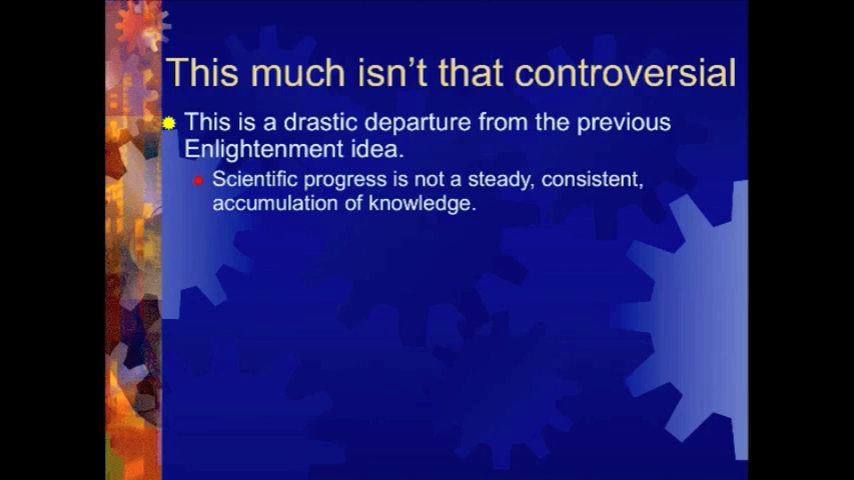 This much isn't that controversial
This is a drastic departure from the previous
Enlightenment idea.
Scientific progress is not a steady, consistent,
accumulation of knowledge.